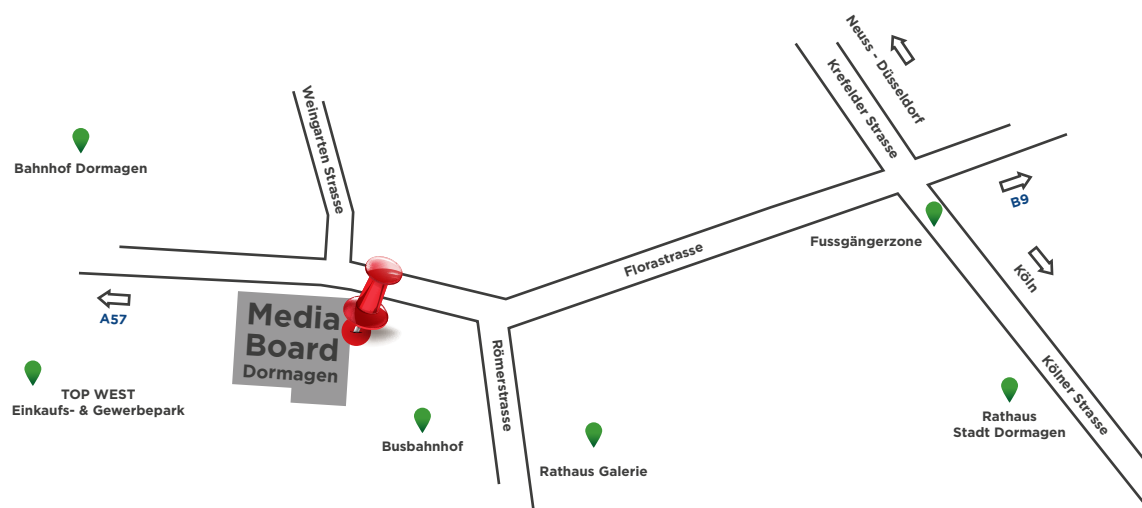 Neuss - Düsseldorf
Krefelder Strasse
Weingarten Strasse
Bahnhof Dormagen
B9
Fussgängerzone
Florastrasse
Köln
A57
Media
Board
Dormagen
Römerstrasse
Kölner Strasse
TOP WEST
Einkaufs- & Gewerbepark
Busbahnhof
Rathaus Galerie
Rathaus
Stadt Dormagen